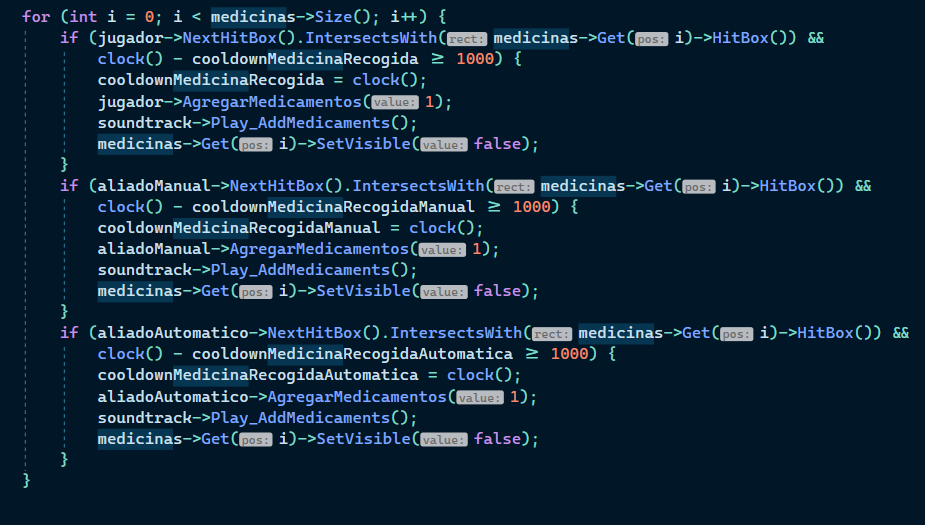 for (int i = 0; i < medicinas->Size(); i++) {
if (jugador->NextHitBox().IntersectsWith(rect: medicinas->Get(pos: i)->HitBox()) &&
clock() - cooldownMedicinaRecogida ≥ 1000) {
cooldownMedicinaRecogida = clock();
jugador->AgregarMedicamentos(value: 1);
soundtrack->Play_AddMedicaments();
medicinas->Get(pos: i)->SetVisible(value: false);
}
if (aliadoManual->NextHitBox().IntersectsWith(rect: medicinas->Get(pos: i)->HitBox()) &&
clock() - cooldownMedicinaRecogidaManual ≥ 1000) {
cooldownMedicinaRecogidaManual = clock();
aliadoManual->AgregarMedicamentos(value: 1);
soundtrack->Play_AddMedicaments();
medicinas->Get(pos: i)->SetVisible(value: false);
}
if (aliadoAutomatico->NextHitBox().IntersectsWith(rect: medicinas->Get(pos: i)->HitBox()) &&
clock() - cooldownMedicinaRecogidaAutomatica ≥ 1000) {
cooldownMedicinaRecogidaAutomatica = clock();
aliadoAutomatico->AgregarMedicamentos(value: 1);
soundtrack->Play_AddMedicaments();
medicinas->Get(pos: i)->SetVisible(value: false);
}
}